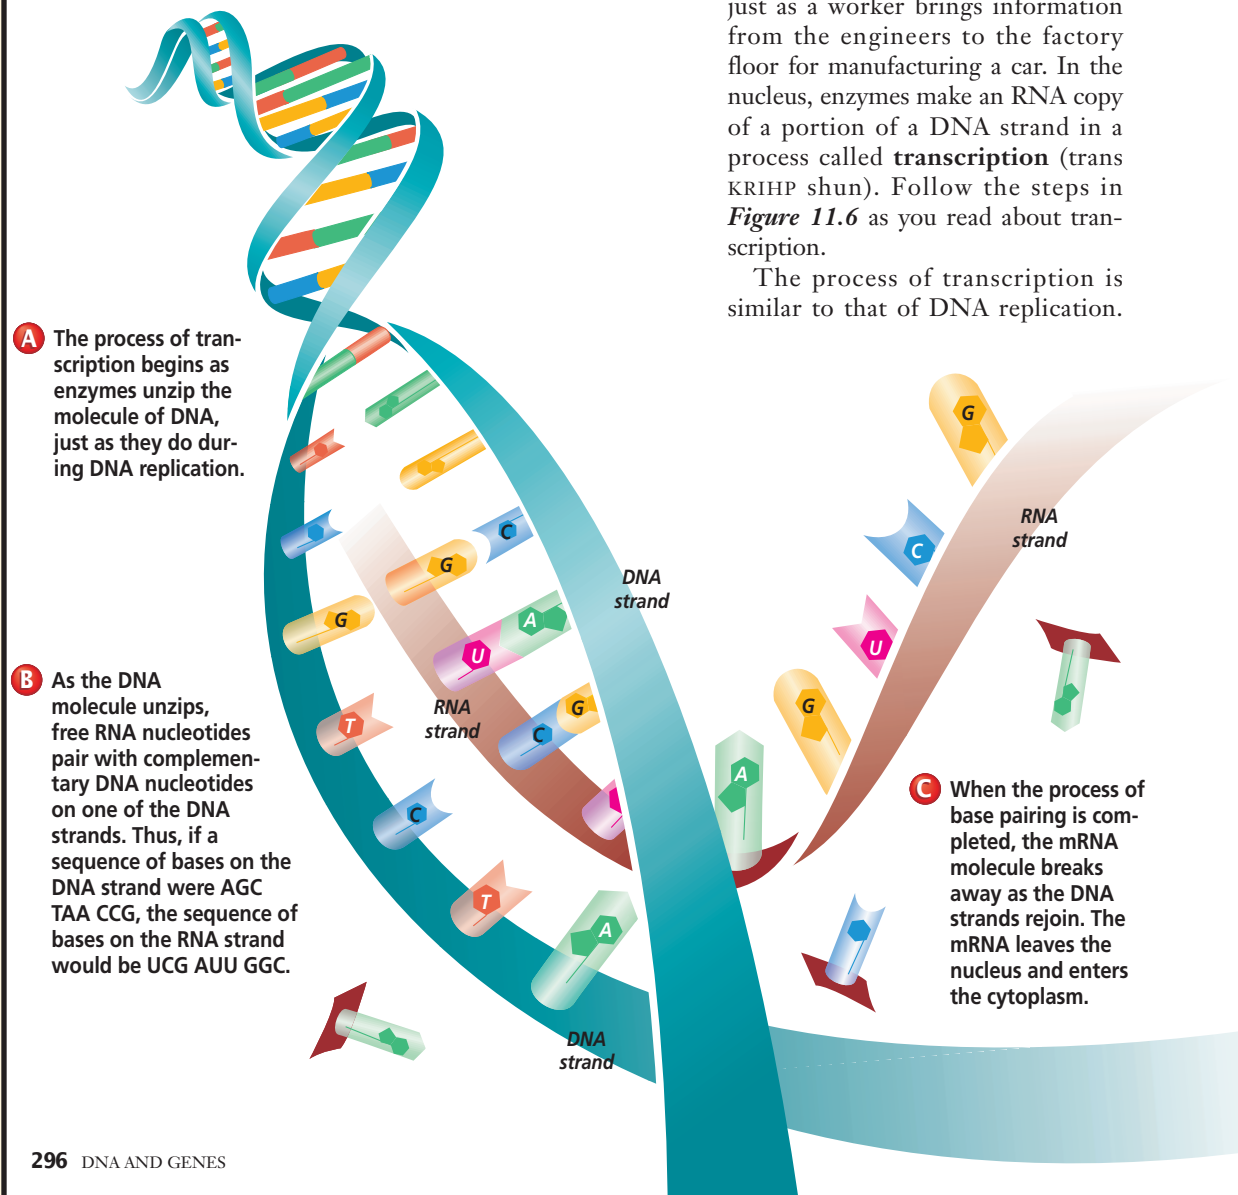 just as a worker brings information
from the engineers to the factory
floor for manufacturing a car. In the
nucleus, enzymes make an RNA copy
of a portion of a DNA strand in a
process called transcription (trans
KRIHP shun). Follow the steps in
Figure 11.6 as you read about tran-
scription.
The process of transcription is
similar to that of DNA replication.
A
The process of tran-
scription begins as
enzymes unzip the
molecule of DNA,
just as they do dur-
ing DNA replication.
B
As the DNA
molecule unzips,
free RNA nucleotides
pair with complemen-
tary DNA nucleotides
on one of the DNA
strands. Thus, if a
sequence of bases on the
DNA strand were AGC
TAA CCG, the sequence of
bases on the RNA strand
would be UCG AUU GGC.
C
G
G
A
U
T
G
C
C
T
A
RNA
strand
DNA
strand
DNA
strand
G
C
U
G
A
RNA
strand
C
When the process of
base pairing is com-
pleted, the mRNA
molecule breaks
away as the DNA
strands rejoin. The
mRNA leaves the
nucleus and enters
the cytoplasm.
296 DNA AND GENES